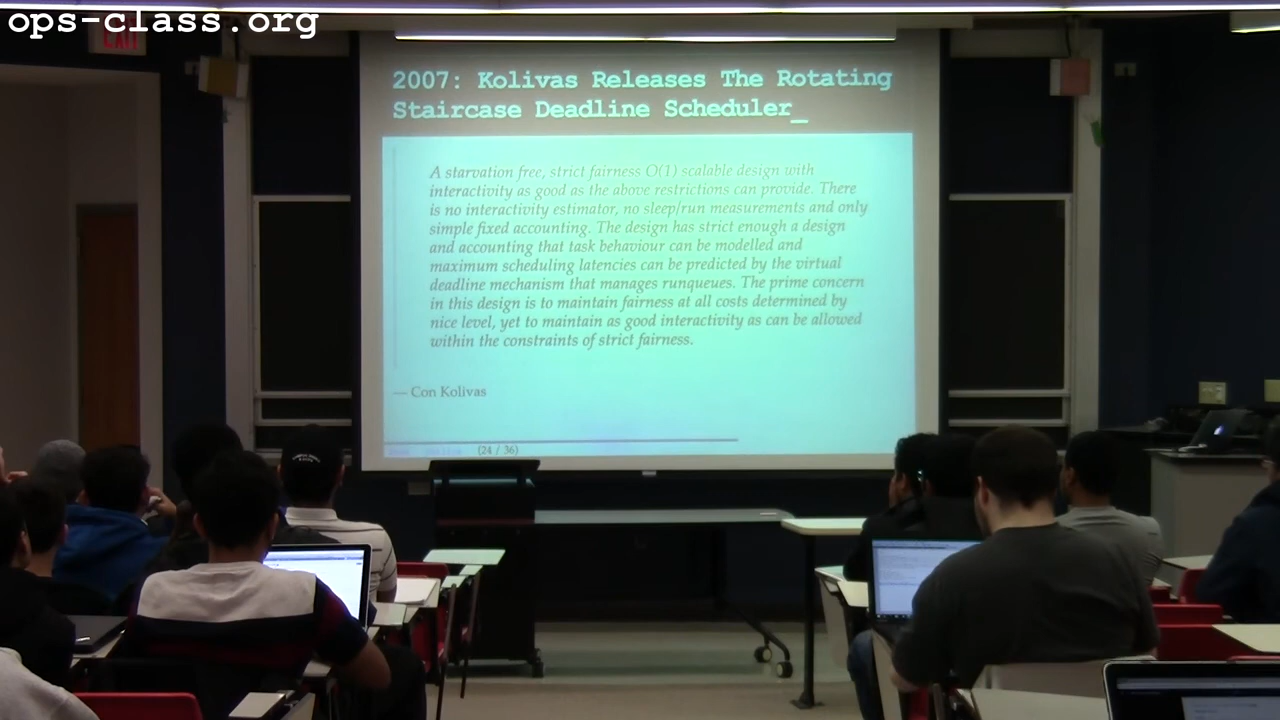 ops-class.org
EXIT
2007: Kolivas Releases The Rotating
Staircase Deadline Scheduler_
A starvation free, strict fairness O(1) scalable design with
interactivity as good as the above restrictions can provide. There
is no interactivity estimator, no sleep/run measurements and only
simple fixed accounting. The design has strict enough a design
and accounting that task behaviour can be modelled and
maximum scheduling latencies can be predicted by the virtual
deadline mechanism that manages runqueues. The prime concern
in this design is to maintain fairness at all costs determined by
nice level, yet to maintain as good interactivity as can be allowed
within the constraints of strict fairness.
— Con Kolivas
(24 / 36)